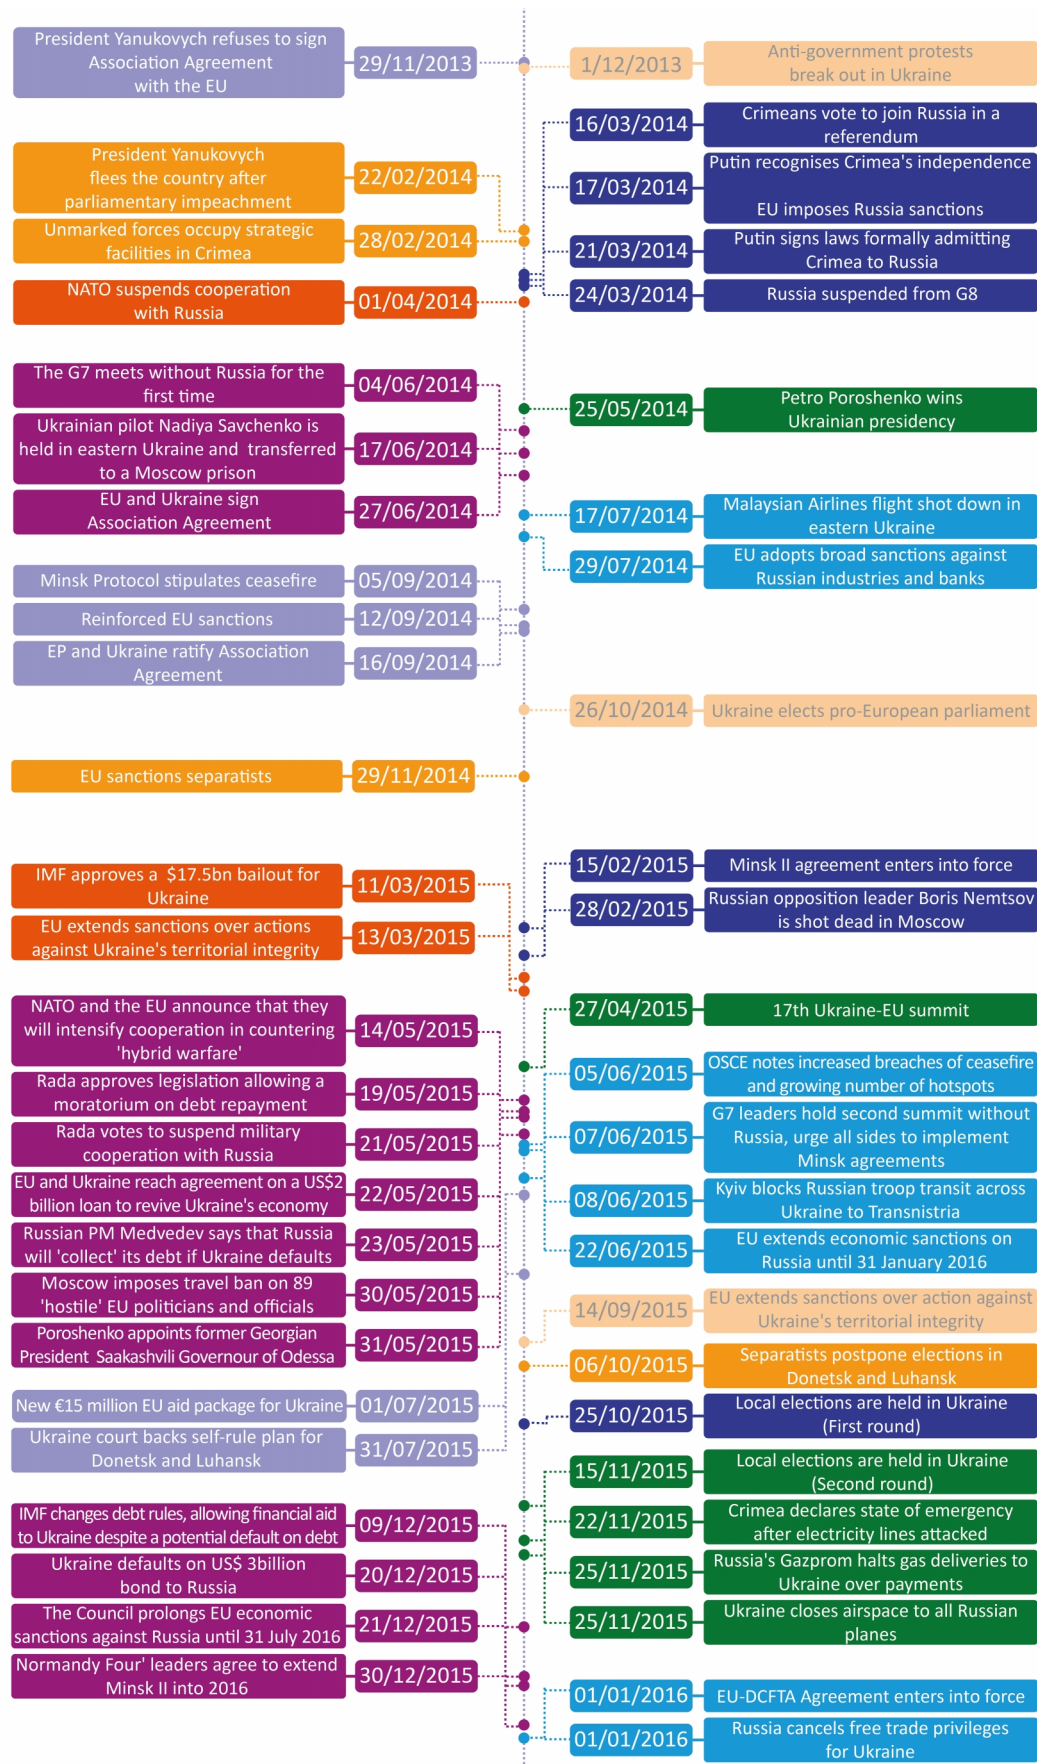 President Yanukovych refuses to sign
Association Agreement
with the EU
29/11/2013
1/12/2013
Anti-government protests
break out in Ukraine
16/03/2014
Crimeans vote to join Russia in a
referendum
President Yanukovych
flees the country after
parliamentary impeachment
22/02/2014
17/03/2014
Putin recognises Crimea's independence
EU imposes Russia sanctions
Unmarked forces occupy strategic
facilities in Crimea
28/02/2014
21/03/2014
Putin signs laws formally admitting
Crimea to Russia
NATO suspends cooperation
with Russia
01/04/2014
24/03/2014
Russia suspended from G8
The G7 meets without Russia for the
first time
04/06/2014
25/05/2014
Petro Poroshenko wins
Ukrainian presidency
Ukrainian pilot Nadiya Savchenko is
held in eastern Ukraine and transferred
to a Moscow prison
17/06/2014
EU and Ukraine sign
Association Agreement
27/06/2014
17/07/2014
Malaysian Airlines flight shot down in
eastern Ukraine
29/07/2014
EU adopts broad sanctions against
Russian industries and banks
Minsk Protocol stipulates ceasefire
05/09/2014
Reinforced EU sanctions
12/09/2014
EP and Ukraine ratify Association
Agreement
16/09/2014
26/10/2014
Ukraine elects pro-European parliament
EU sanctions separatists
29/11/2014
15/02/2015
Minsk II agreement enters into force
IMF approves a $17.5bn bailout for
Ukraine
11/03/2015
28/02/2015
Russian opposition leader Boris Nemtsov
is shot dead in Moscow
EU extends sanctions over actions
against Ukraine's territorial integrity
13/03/2015
NATO and the EU announce that they
will intensify cooperation in countering
'hybrid warfare'
14/05/2015
27/04/2015
17th Ukraine-EU summit
Rada approves legislation allowing a
moratorium on debt repayment
19/05/2015
05/06/2015
OSCE notes increased breaches of ceasefire
and growing number of hotspots
Rada votes to suspend military
cooperation with Russia
21/05/2015
07/06/2015
G7 leaders hold second summit without
Russia, urge all sides to implement
Minsk agreements
EU and Ukraine reach agreement on a US$2
billion loan to revive Ukraine's economy
22/05/2015
08/06/2015
Kyiv blocks Russian troop transit across
Ukraine to Transnistria
Russian PM Medvedev says that Russia
will 'collect' its debt if Ukraine defaults
23/05/2015
22/06/2015
EU extends economic sanctions on
Russia until 31 January 2016
Moscow imposes travel ban on 89
'hostile' EU politicians and officials
30/05/2015
14/09/2015
EU extends sanctions over action against
Ukraine's territorial integrity
Poroshenko appoints former Georgian
President Saakashvili Governour of Odessa
31/05/2015
06/10/2015
Separatists postpone elections in
Donetsk and Luhansk
New €15 million EU aid package for Ukraine
01/07/2015
25/10/2015
Local elections are held in Ukraine
(First round)
Ukraine court backs self-rule plan for
Donetsk and Luhansk
31/07/2015
15/11/2015
Local elections are held in Ukraine
(Second round)
IMF changes debt rules, allowing financial aid
to Ukraine despite a potential default on debt
09/12/2015
22/11/2015
Crimea declares state of emergency
after electricity lines attacked
Ukraine defaults on US$ 3billion
bond to Russia
20/12/2015
25/11/2015
Russia's Gazprom halts gas deliveries to
Ukraine over payments
The Council prolongs EU economic
sanctions against Russia until 31 July 2016
21/12/2015
25/11/2015
Ukraine closes airspace to all Russian
planes
Normandy Four' leaders agree to extend
Minsk II into 2016
30/12/2015
01/01/2016
EU-DCFTA Agreement enters into force
01/01/2016
Russia cancels free trade privileges
for Ukraine